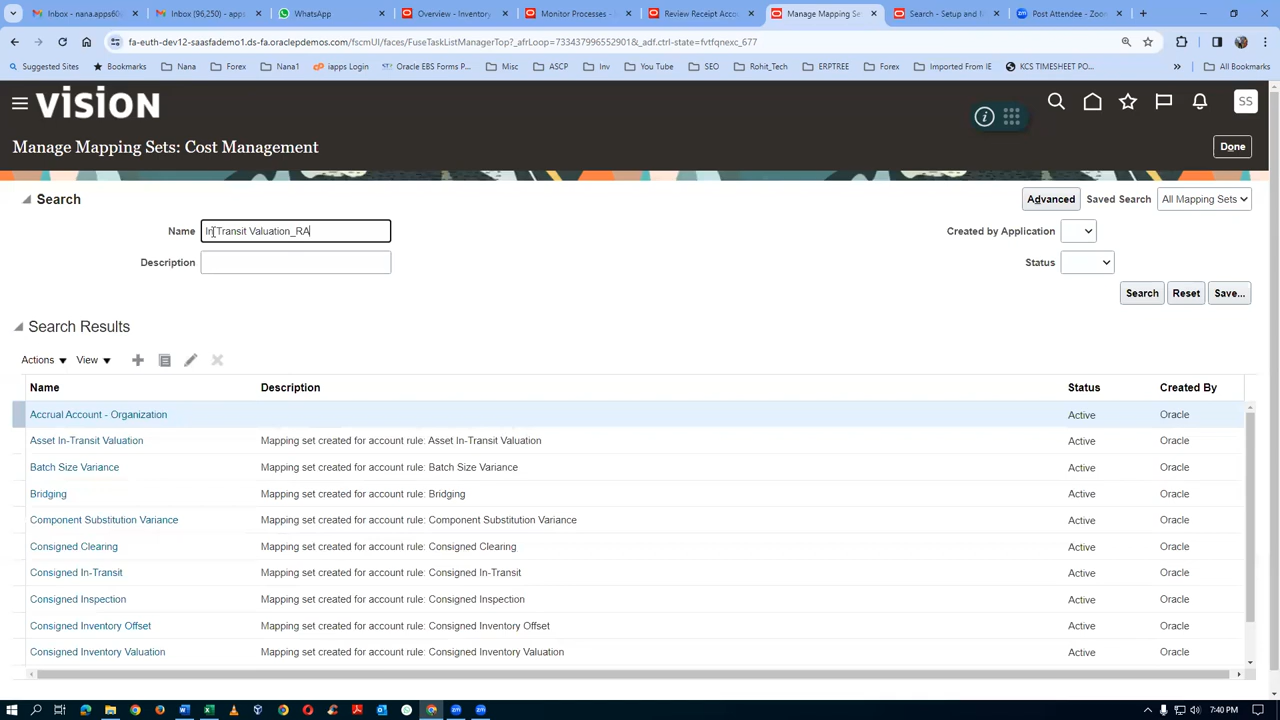 Inbox - nana.apps60
Inbox (96,250) - apps
WhatsApp
Overview - Inventory
Monitor Processes -
Review Receipt Acco
Manage Mapping Se
Search - Setup and M
Post Attendee - Zoo
fa-euth-dev12-saasfademo1.ds-fa.oraclepdemos.com/fscmUI/faces/FuseTaskListManagerTop?_afrLoop=733437996552901&_adf.ctrl-state=fvtfqnexc_677
Suggested Sites
Bookmarks
Nana
Forex
Nana1
iapps Login
Oracle EBS Forms P...
Misc
ASCP
Inv
You Tube
SEO
Rohit_Tech
ERPTREE
Forex
Imported From IE
KCS TIMESHEET PO...
»
All Bookmarks
VISION
SS
Manage Mapping Sets: Cost Management
Done
Search
Advanced
Saved Search
All Mapping Sets
Name
In Transit Valuation_RA
Created by Application
Description
Status
Search
Reset
Save...
Search Results
Actions
View
Name
Description
Status
Created By
Accrual Account - Organization
Active
Oracle
Asset In-Transit Valuation
Mapping set created for account rule: Asset In-Transit Valuation
Active
Oracle
Batch Size Variance
Mapping set created for account rule: Batch Size Variance
Active
Oracle
Bridging
Mapping set created for account rule: Bridging
Active
Oracle
Component Substitution Variance
Mapping set created for account rule: Component Substitution Variance
Active
Oracle
Consigned Clearing
Mapping set created for account rule: Consigned Clearing
Active
Oracle
Consigned In-Transit
Mapping set created for account rule: Consigned In-Transit
Active
Oracle
Consigned Inspection
Mapping set created for account rule: Consigned Inspection
Active
Oracle
Consigned Inventory Offset
Mapping set created for account rule: Consigned Inventory Offset
Active
Oracle
Consigned Inventory Valuation
Mapping set created for account rule: Consigned Inventory Valuation
Active
Oracle
7:40 PM